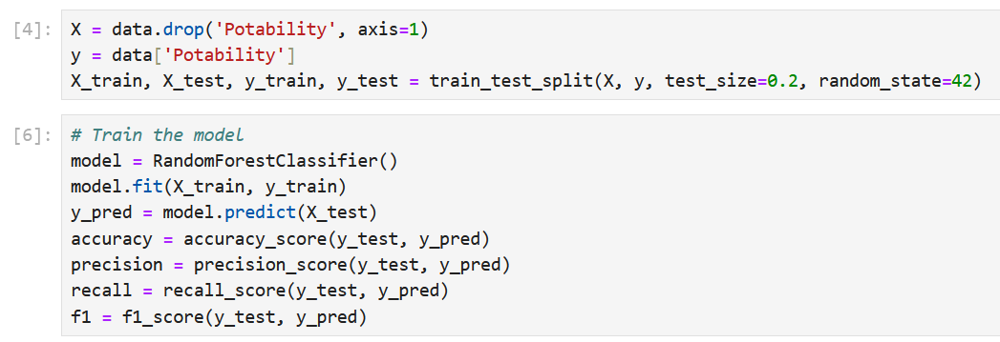 [4]: X = data.drop('Potability', axis=1)
y = data['Potability']
X_train, X_test, y_train, y_test = train_test_split(X, y, test_size=0.2, random_state=42)
[6]: # Train the model
model = RandomForestClassifier()
model.fit(X_train, y_train)
y_pred = model.predict(X_test)
accuracy = accuracy_score(y_test, y_pred)
precision = precision_score(y_test, y_pred)
recall = recall_score(y_test, y_pred)
f1 = f1_score(y_test, y_pred)